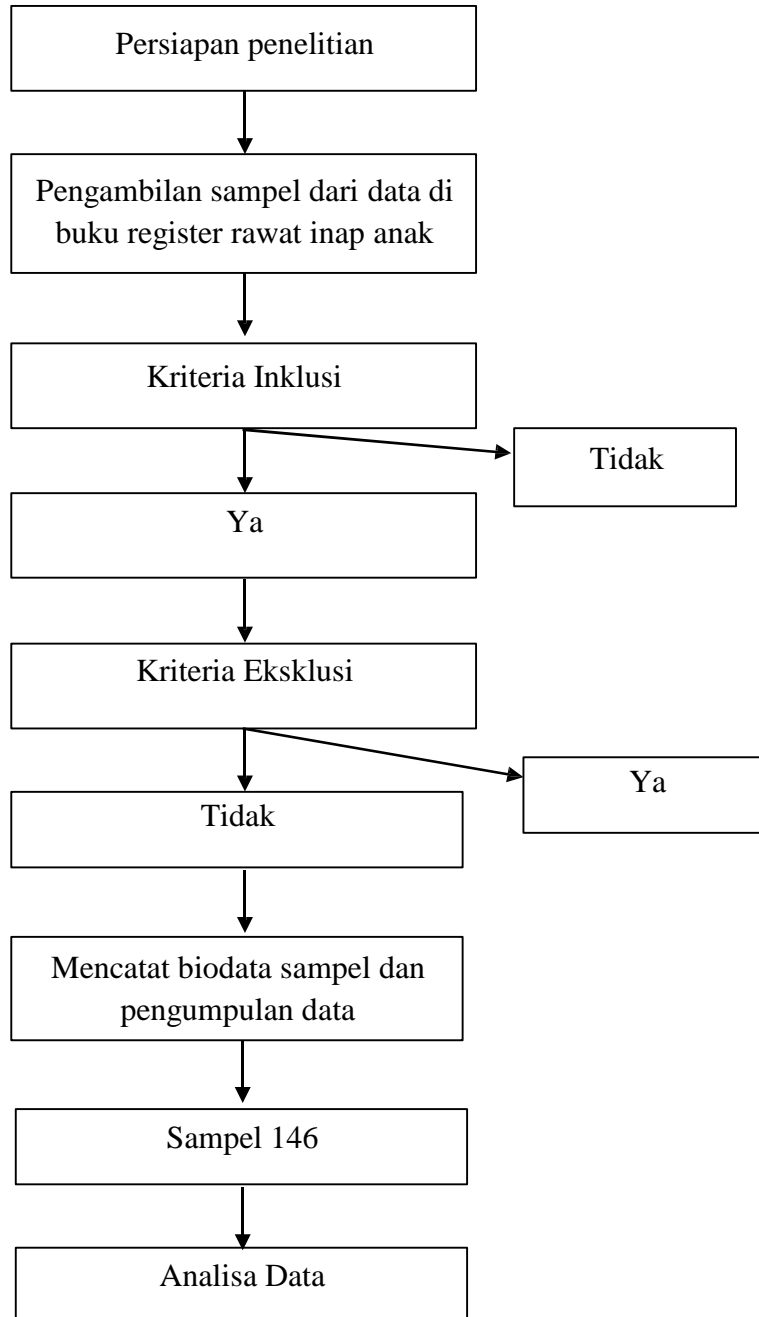 Persiapan penelitian
Pengambilan sampel dari data di
buku register rawat inap anak
Kriteria Inklusi
Tidak
Ya
Kriteria Eksklusi
Ya
Tidak
Mencatat biodata sampel dan
pengumpulan data
Sampel 146
Analisa Data